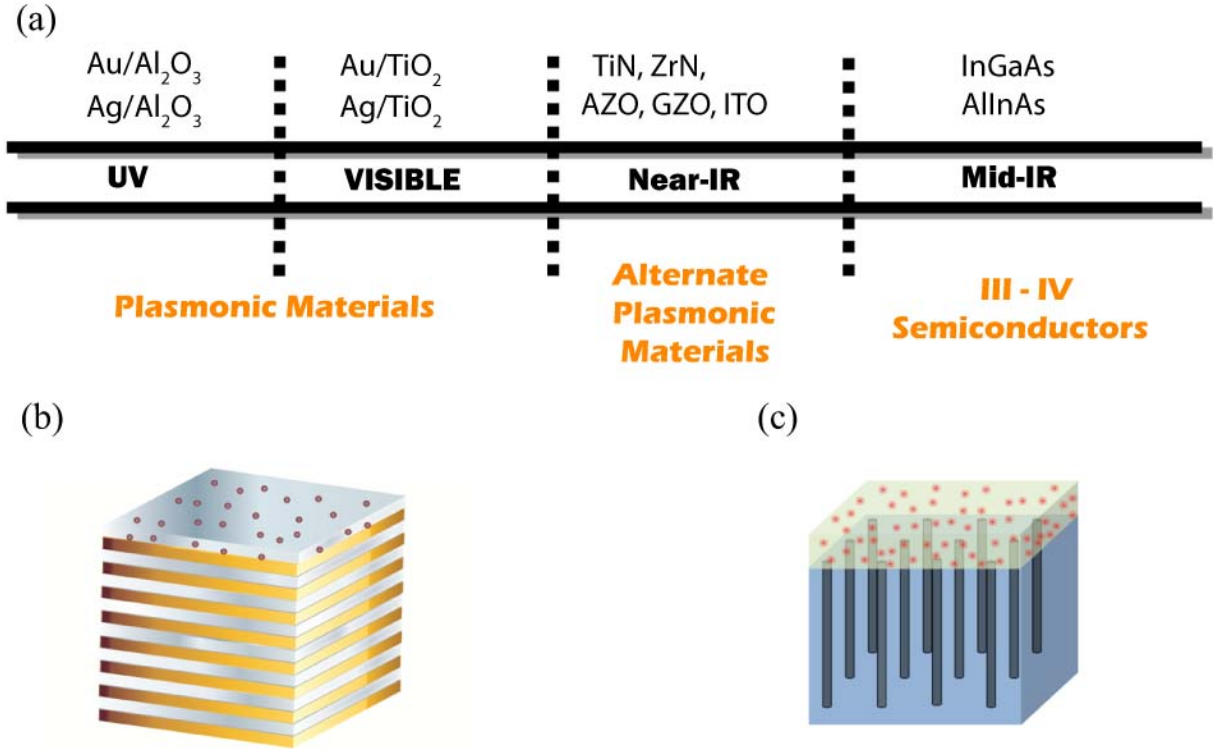 (a)
Au/Al₂O₃
Ag/Al₂O₃
Au/TiO₂
Ag/TiO₂
TiN, ZrN,
AZO, GZO, ITO
InGaAs
AlInAs
UV
VISIBLE
Near-IR
Mid-IR
Plasmonic Materials
Alternate
Plasmonic
Materials
III - IV
Semiconductors
(b)
(c)